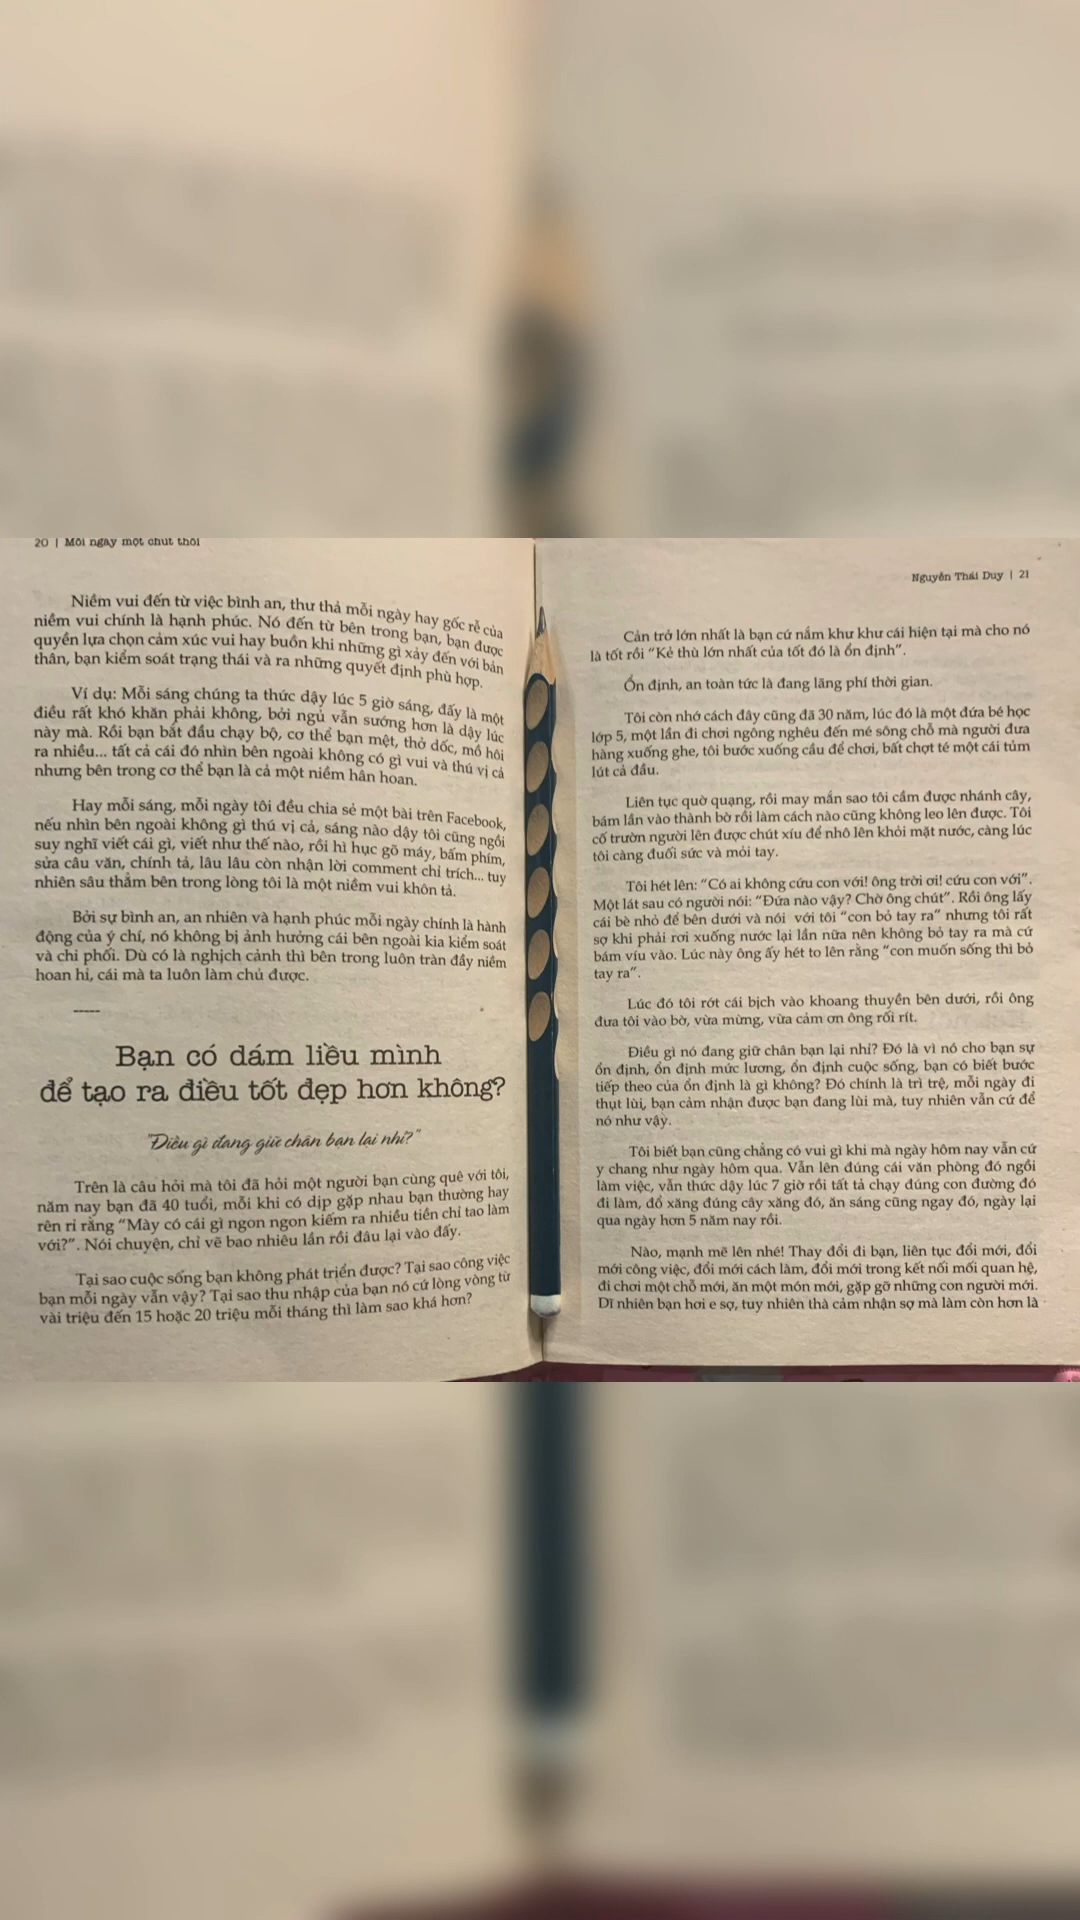 20 | Mỗi ngày một chút thôi
Niềm vui đến từ việc bình an, thư thả mỗi ngày hay gốc rễ của
niềm vui chính là hạnh phúc. Nó đến từ bên trong bạn, bạn được
quyền lựa chọn cảm xúc vui hay buồn khi những gì xảy đến với bản
thân, bạn kiểm soát trạng thái và ra những quyết định phù hợp.
Ví dụ: Mỗi sáng chúng ta thức dậy lúc 5 giờ sáng, đấy là một
điều rất khó khăn phải không, bởi ngủ vẫn sướng hơn là dậy lúc
này mà. Rồi bạn bắt đầu chạy bộ, cơ thể bạn mệt, thở dốc, mồ hôi
ra nhiều... tất cả cái đó nhìn bên ngoài không có gì vui và thú vị cả
nhưng bên trong cơ thể bạn là cả một niềm hân hoan.
Hay mỗi sáng, mỗi ngày tôi đều chia sẻ một bài trên Facebook,
nếu nhìn bên ngoài không gì thú vị cả, sáng nào dậy tôi cũng ngồi
suy nghĩ viết cái gì, viết như thế nào, rồi hì hục gõ máy, bấm phím,
sửa câu văn, chính tả, lâu lâu còn nhận lời comment chỉ trích... tuy
nhiên sâu thẳm bên trong lòng tôi là một niềm vui khôn tả.
Bởi sự bình an, an nhiên và hạnh phúc mỗi ngày chính là hành
động của ý chí, nó không bị ảnh hưởng cái bên ngoài kia kiểm soát
và chi phối. Dù có là nghịch cảnh thì bên trong luôn tràn đầy niềm
hoan hỉ, cái mà ta luôn làm chủ được.
-----
Bạn có dám liều mình
để tạo ra điều tốt đẹp hơn không?
"Điều gì đang giữ chân bạn lại nhỉ?"
Trên là câu hỏi mà tôi đã hỏi một người bạn cùng quê với tôi,
năm nay bạn đã 40 tuổi, mỗi khi có dịp gặp nhau bạn thường hay
rên rỉ rằng “Mày có cái gì ngon ngon kiếm ra nhiều tiền chỉ tao làm
với?”. Nói chuyện, chỉ vẽ bao nhiêu lần rồi đâu lại vào đấy.
Tại sao cuộc sống bạn không phát triển được? Tại sao công việc
bạn mỗi ngày vẫn vậy? Tại sao thu nhập của bạn nó cứ lòng vòng từ
vài triệu đến 15 hoặc 20 triệu mỗi tháng thì làm sao khá hơn?
Nguyễn Thái Duy | 21
Cản trở lớn nhất là bạn cứ nắm khư khư cái hiện tại mà cho nó
là tốt rồi “Kẻ thù lớn nhất của tốt đó là ổn định”.
Ổn định, an toàn tức là đang lãng phí thời gian.
Tôi còn nhớ cách đây cũng đã 30 năm, lúc đó là một đứa bé học
lớp 5, một lần đi chơi ngông nghêu đến mé sông chỗ mà người đưa
hàng xuống ghe, tôi bước xuống cầu để chơi, bất chợt té một cái tủm
lút cả đầu.
Liên tục quờ quạng, rồi may mắn sao tôi cầm được nhánh cây,
bám lần vào thành bờ rồi làm cách nào cũng không leo lên được. Tôi
cố trườn người lên được chút xíu để nhô lên khỏi mặt nước, càng lúc
tôi càng đuối sức và mỏi tay.
Tôi hét lên: “Có ai không cứu con với! ông trời ơi! cứu con với”.
Một lát sau có người nói: “Đứa nào vậy? Chờ ông chút”. Rồi ông lấy
cái bè nhỏ để bên dưới và nói với tôi “con bỏ tay ra” nhưng tôi rất
sợ khi phải rơi xuống nước lại lần nữa nên không bỏ tay ra mà cứ
bám víu vào. Lúc này ông ấy hét to lên rằng “con muốn sống thì bỏ
tay ra”.
Lúc đó tôi rớt cái bịch vào khoang thuyền bên dưới, rồi ông
đưa tôi vào bờ, vừa mừng, vừa cảm ơn ông rối rít.
Điều gì nó đang giữ chân bạn lại nhỉ? Đó là vì nó cho bạn sự
ổn định, ổn định mức lương, ổn định cuộc sống, bạn có biết bước
tiếp theo của ổn định là gì không? Đó chính là trì trệ, mỗi ngày đi
thụt lùi, bạn cảm nhận được bạn đang lùi mà, tuy nhiên vẫn cứ để
nó như vậy.
Tôi biết bạn cũng chẳng có vui gì khi mà ngày hôm nay vẫn cứ
y chang như ngày hôm qua. Vẫn lên đúng cái văn phòng đó ngồi
làm việc, vẫn thức dậy lúc 7 giờ rồi tất tả chạy đúng con đường đó
đi làm, đổ xăng đúng cây xăng đó, ăn sáng cũng ngay đó, ngày lại
qua ngày hơn 5 năm nay rồi.
Nào, mạnh mẽ lên nhé! Thay đổi đi bạn, liên tục đổi mới, đổi
mới công việc, đổi mới cách làm, đổi mới trong kết nối mối quan hệ,
đi chơi một chỗ mới, ăn một món mới, gặp gỡ những con người mới.
Dĩ nhiên bạn hơi e sợ, tuy nhiên thà cảm nhận sợ mà làm còn hơn là